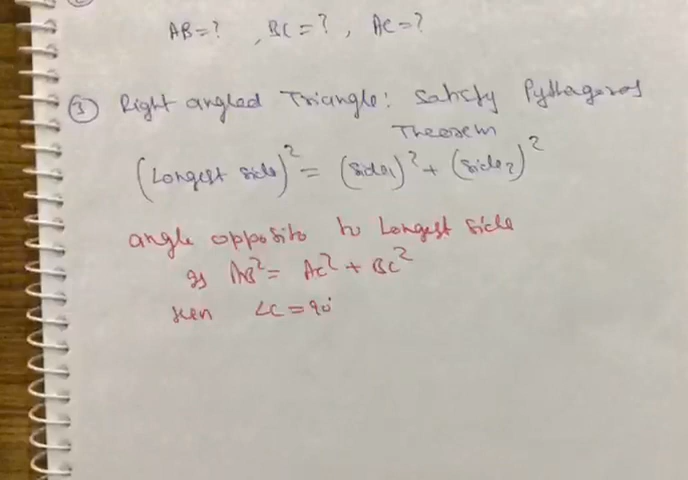 AB=? , BC=? , AC=?
③ Right angled Triangle: Satisfy Pythagoras
Theorem
(Longest side)² = (side₁)² + (side₂)²
angle opposite to Longest side
If AB² = AC² + BC²
then ∠C = 90°